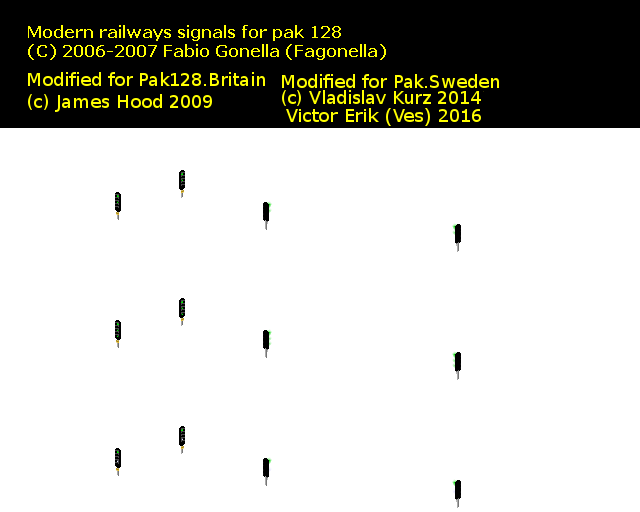 Modern railways signals for pak 128
(C) 2006-2007 Fabio Gonella (Fagonella)
Modified for Pak128.Britain
(c) James Hood 2009
Modified for Pak.Sweden
(c) Vladislav Kurz 2014
Victor Erik (Ves) 2016